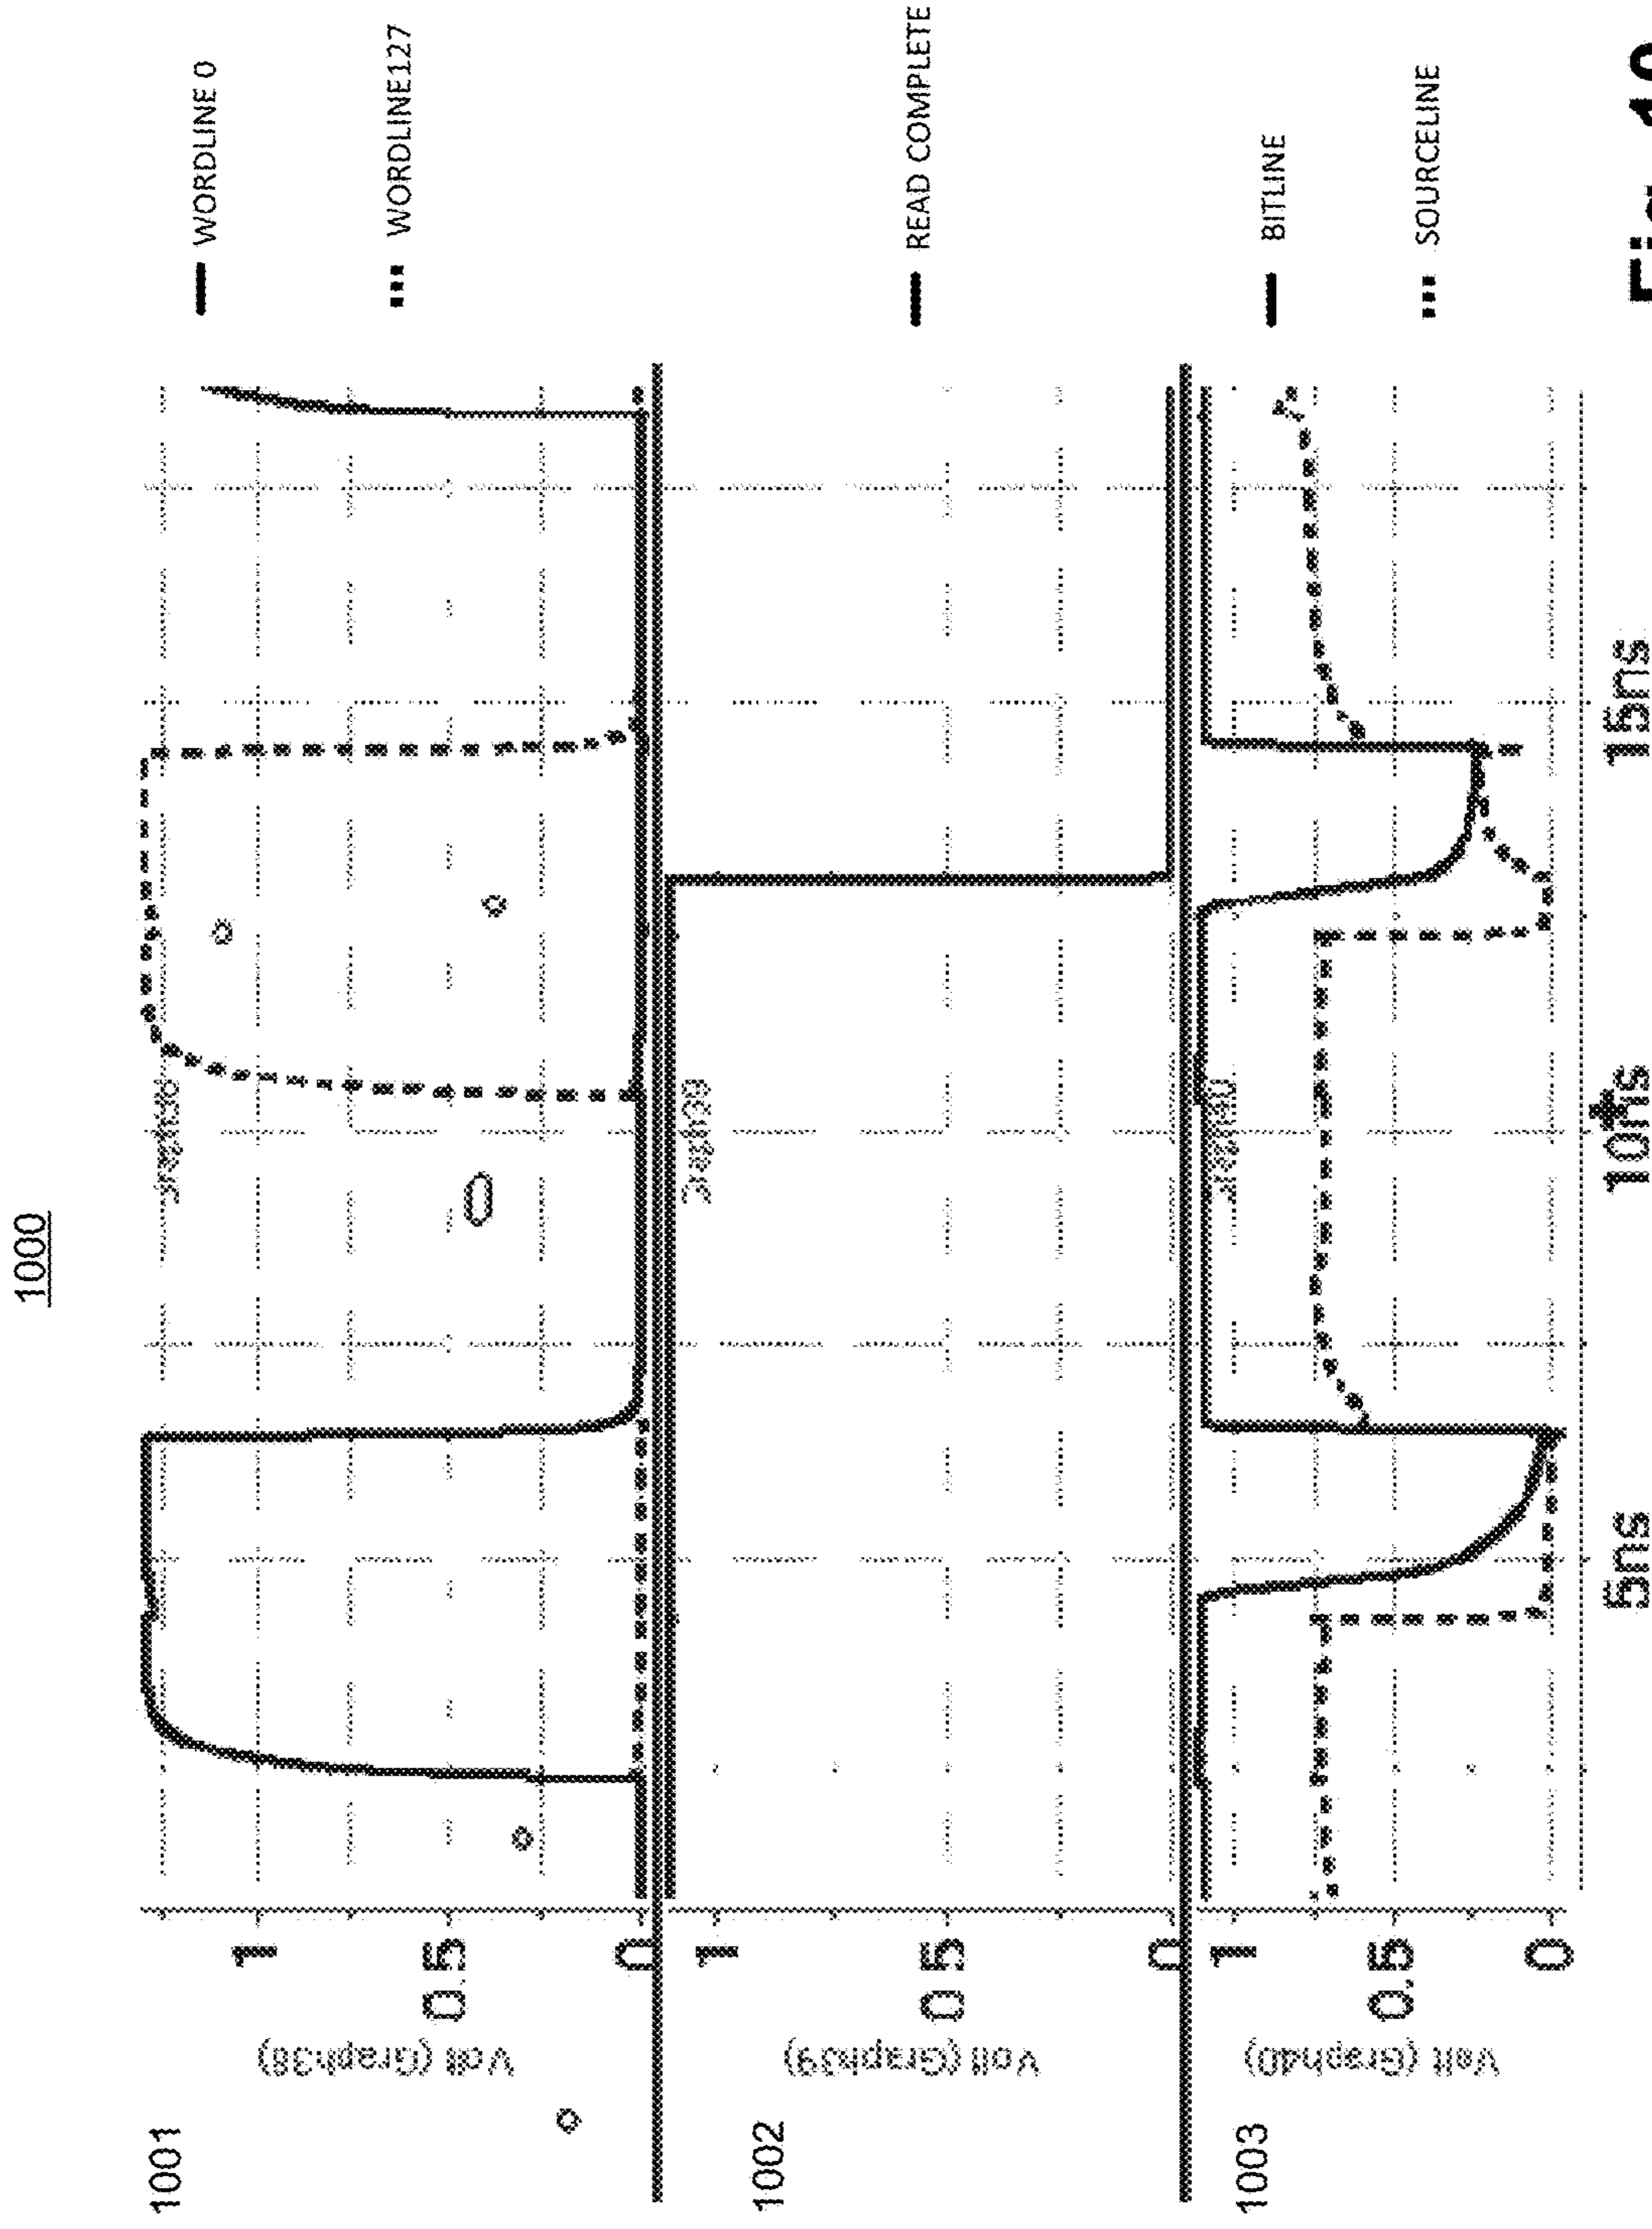 1000
1001
Volt (Graph38)
1
0.5
0
WORDLINE 0
WORDLINE127
1002
Volt (Graph39)
1
0.5
0
Graph39
READ COMPLETE
1003
Volt (Graph40)
1
0.5
0
BITLINE
SOURCELINE
5ns
10ns
15ns